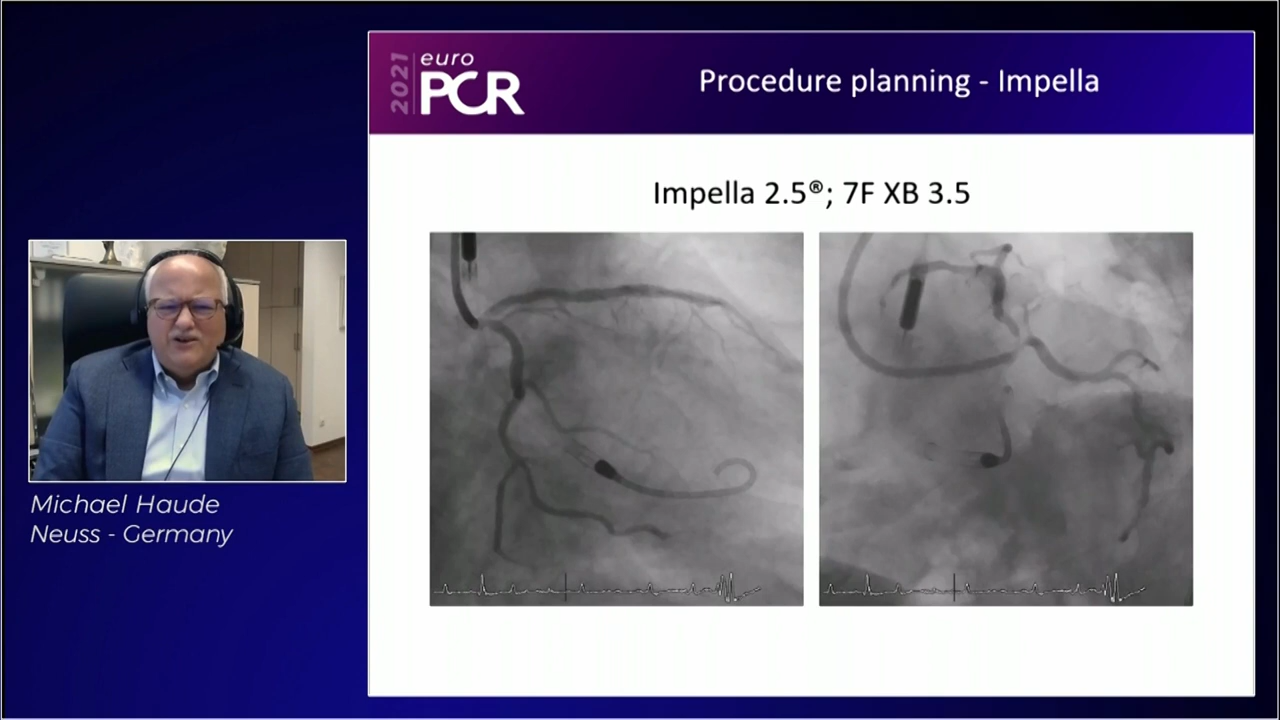 2021
euro
PCR
Procedure planning - Impella
Impella 2.5®; 7F XB 3.5
Michael Haude
Neuss - Germany